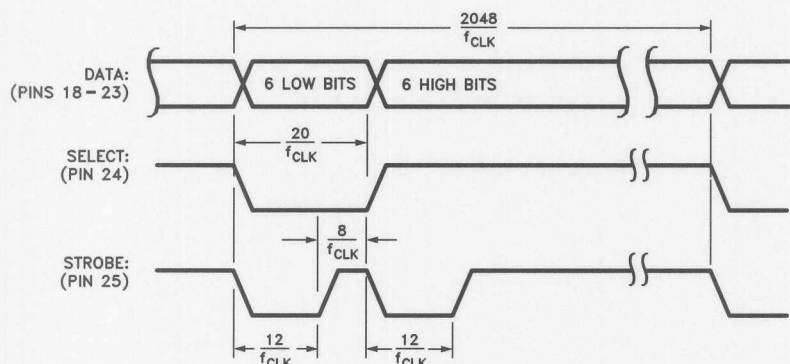 2048
fCLK
DATA:
(PINS 18–23)
6 LOW BITS
6 HIGH BITS
20
fCLK
SELECT:
(PIN 24)
8
fCLK
STROBE:
(PIN 25)
12
fCLK
12
fCLK